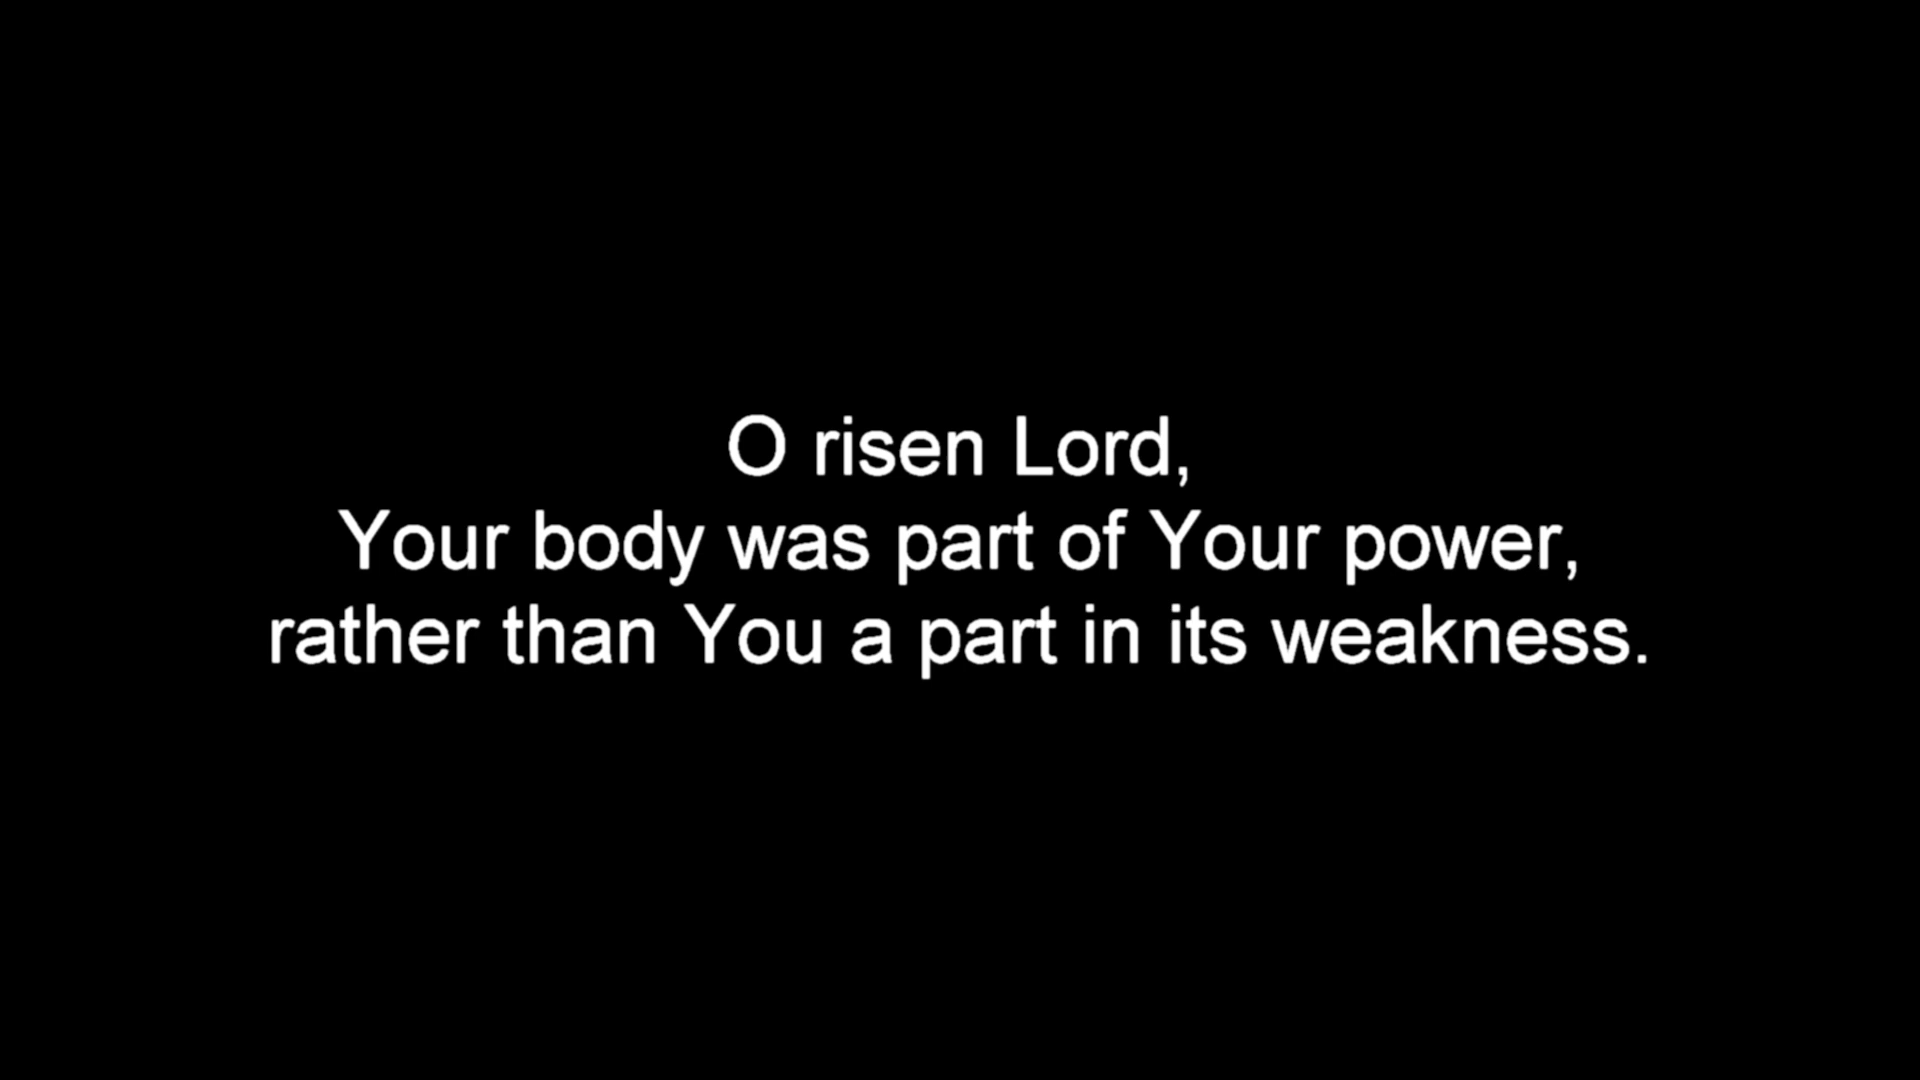 O risen Lord,
Your body was part of Your power,
rather than You a part in its weakness.